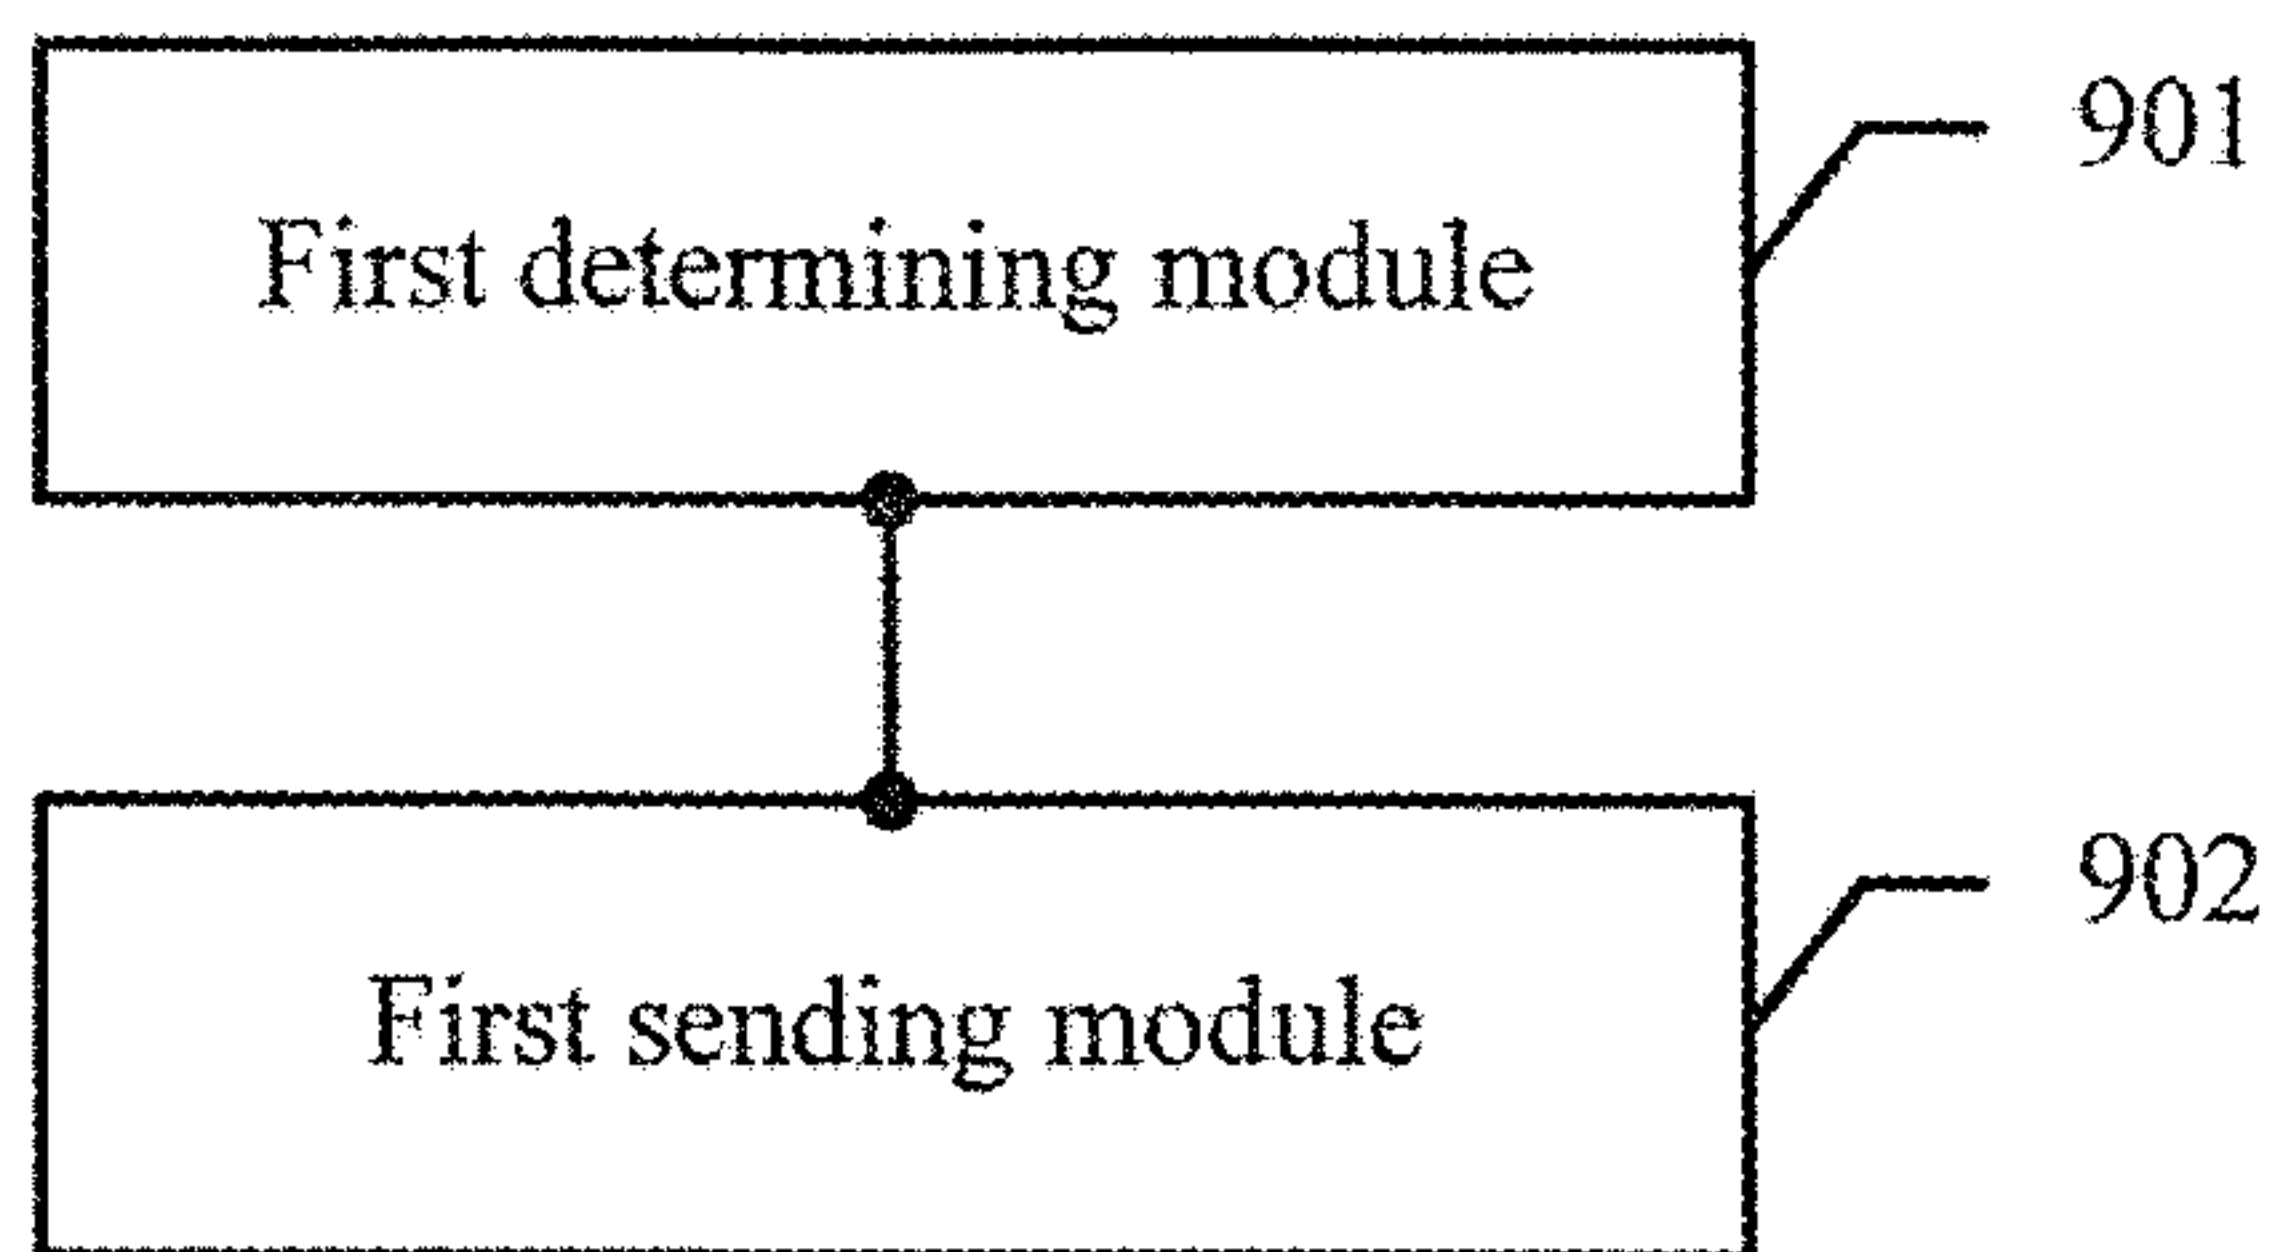 First determining module
901
First sending module
902